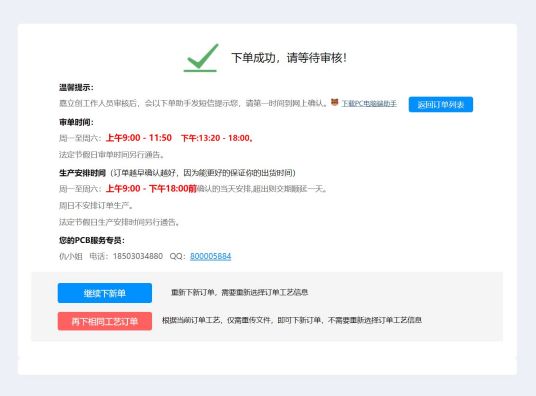 下单成功，请等待审核！
温馨提示：
嘉立创工作人员审核后，会以下单助手发短信提示您，请第一时间到网上确认。 下载PC电脑端助手 返回订单列表
审单时间：
周一至周六：上午9:00 - 11:50 下午:13:20 - 18:00。
法定节假日审单时间另行通告。
生产安排时间（订单越早确认越好，因为能更好的保证你的出货时间）
周一至周六：上午9:00 - 下午18:00前确认的当天安排,超出则交期顺延一天。
周日不安排订单生产。
法定节假日生产安排时间另行通告。
您的PCB服务专员：
仇小姐 电话：18503034880 QQ：800005884
继续下新单 重新下新订单，需要重新选择订单工艺信息
再下相同工艺订单 根据当前订单工艺，仅需重传文件，即可下新订单，不需要重新选择订单工艺信息